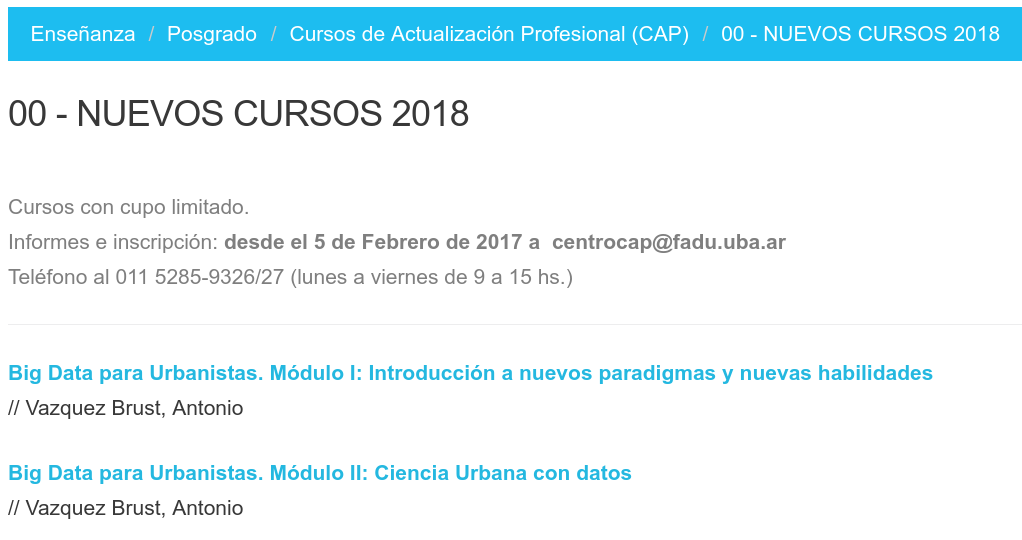 Enseñanza / Posgrado / Cursos de Actualización Profesional (CAP) / 00 - NUEVOS CURSOS 2018
00 - NUEVOS CURSOS 2018
Cursos con cupo limitado.
Informes e inscripción: desde el 5 de Febrero de 2017 a  centrocap@fadu.uba.ar
Teléfono al 011 5285-9326/27 (lunes a viernes de 9 a 15 hs.)
Big Data para Urbanistas. Módulo I: Introducción a nuevos paradigmas y nuevas habilidades
// Vazquez Brust, Antonio
Big Data para Urbanistas. Módulo II: Ciencia Urbana con datos
// Vazquez Brust, Antonio